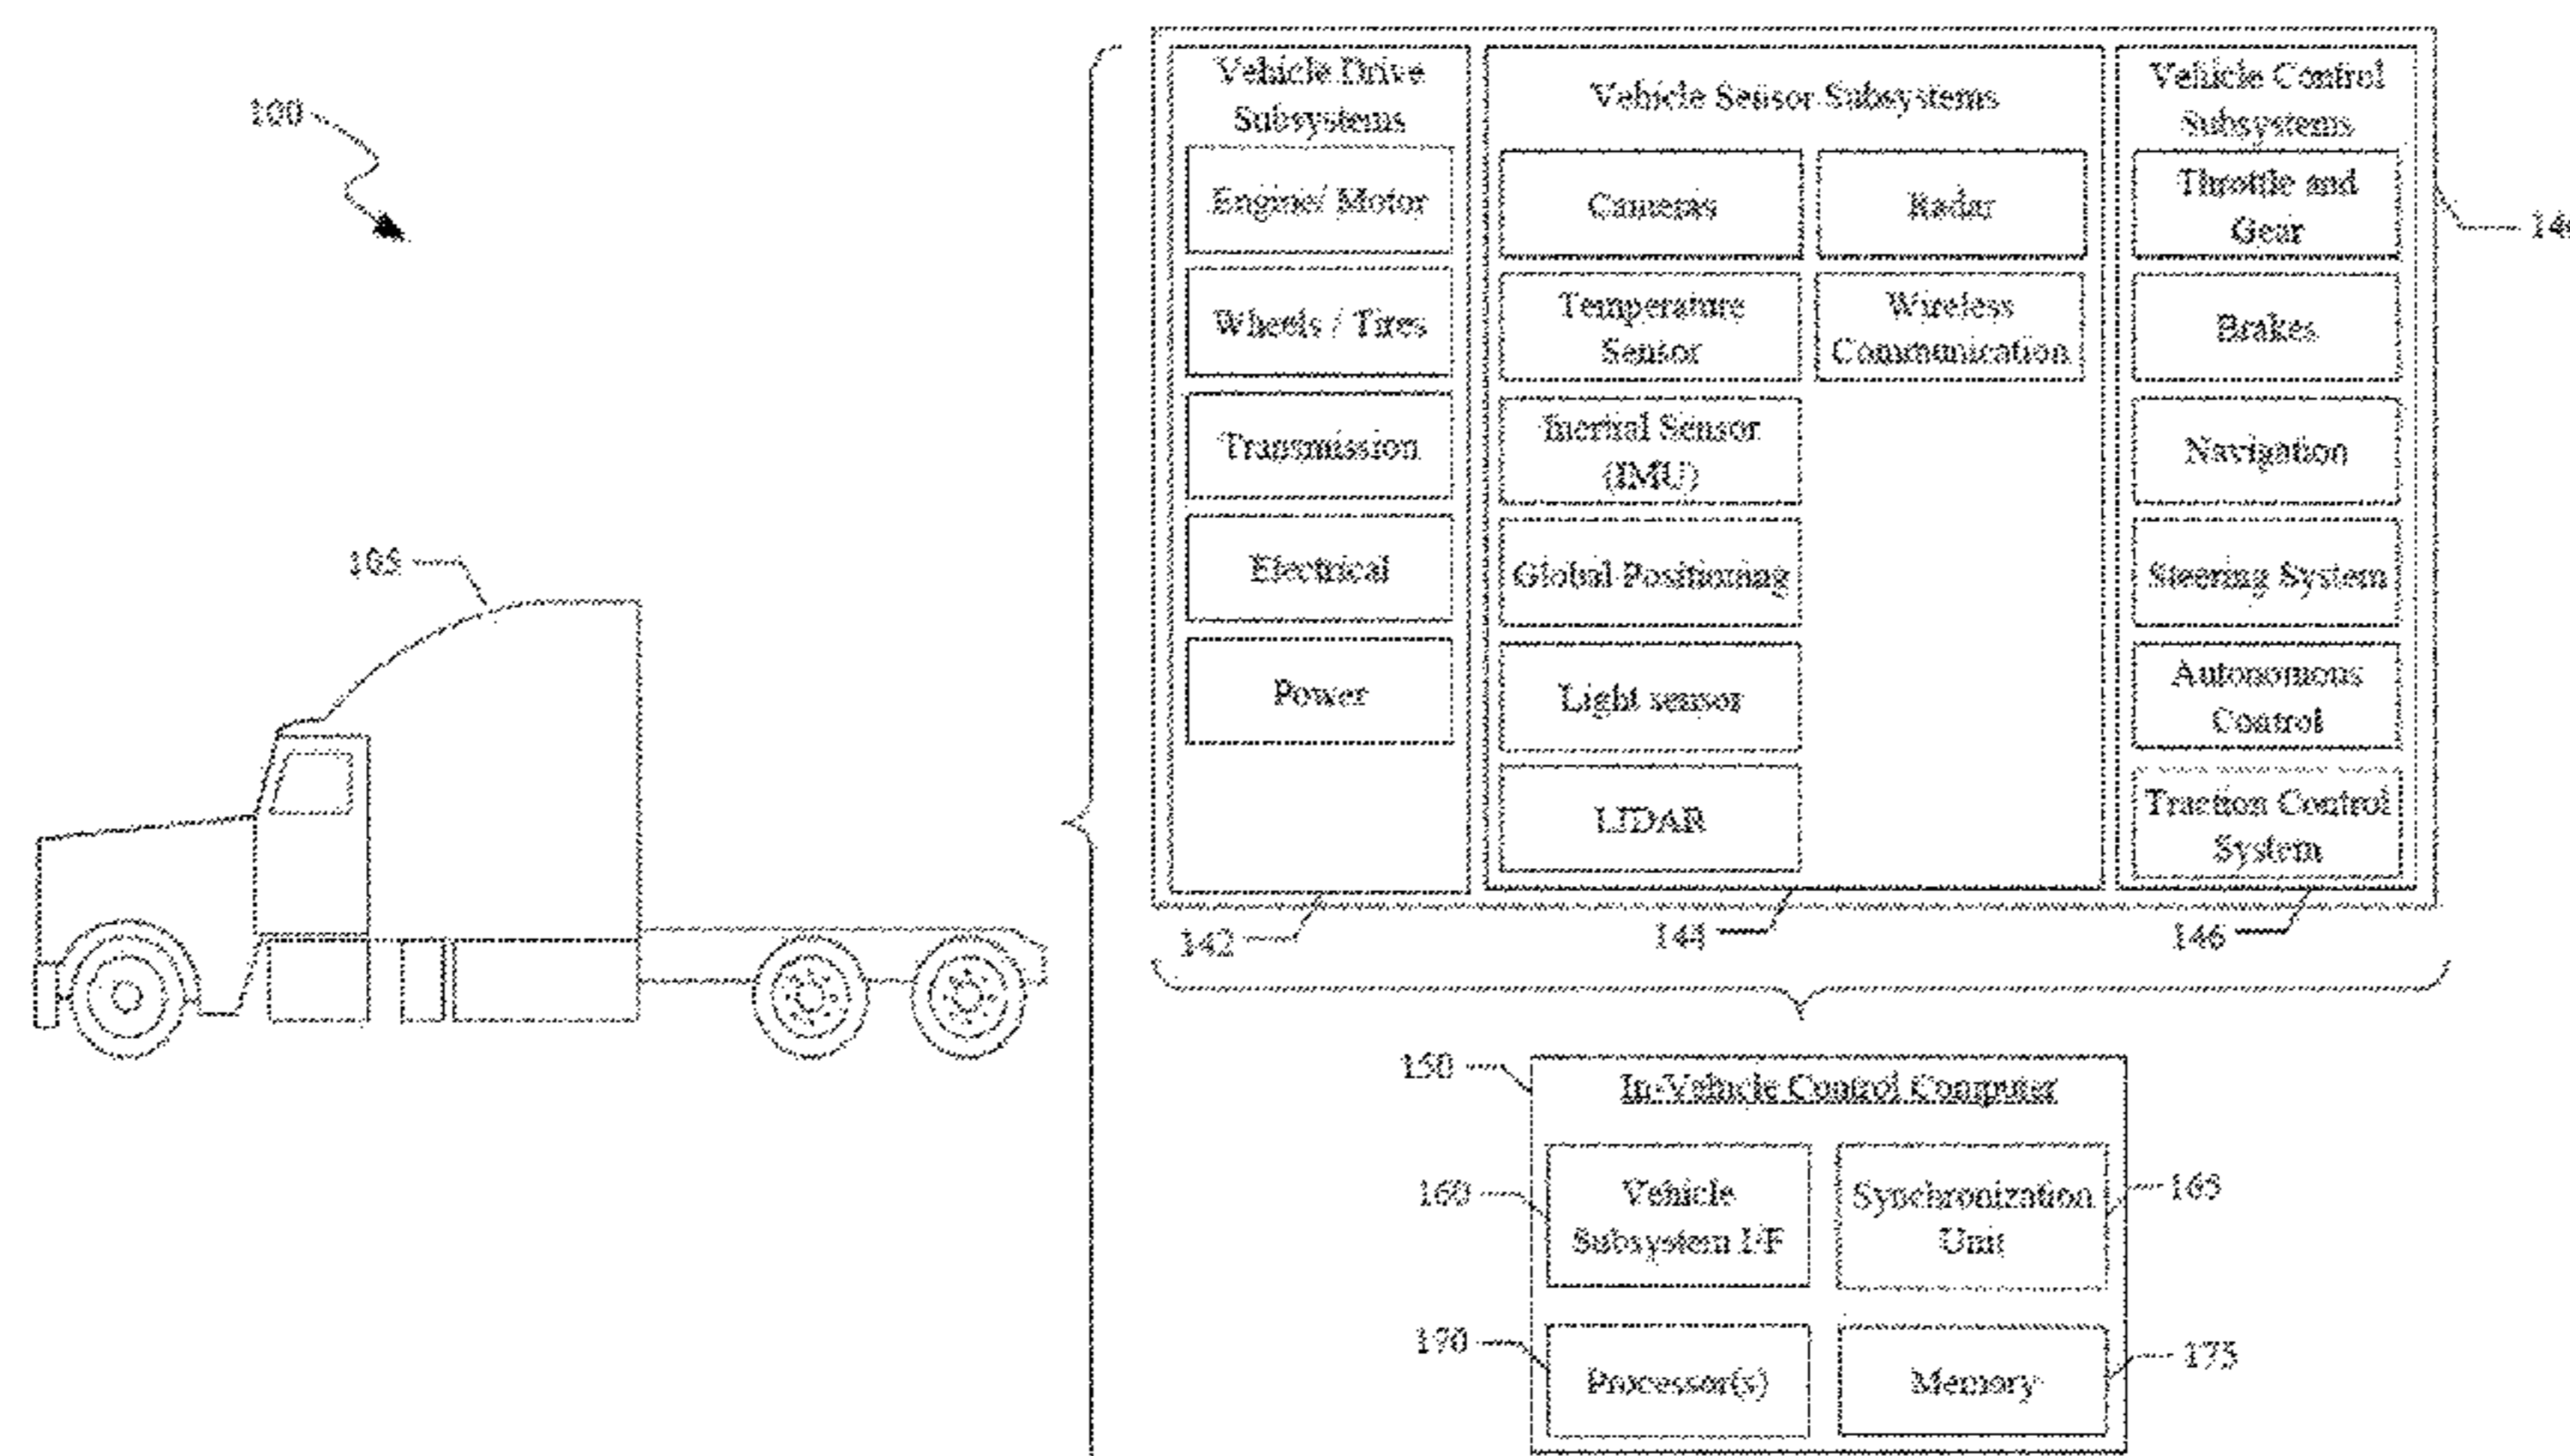 100
105
Vehicle Drive
Subsystems
Engine/ Motor
Wheels / Tires
Transmission
Electrical
Power
142
Vehicle Sensor Subsystems
Cameras
Radar
Temperature
Sensor
Wireless
Communication
Inertial Sensor
(IMU)
Global Positioning
Light sensor
LIDAR
144
Vehicle Control
Subsystems
Throttle and
Gear
Brakes
Navigation
Steering System
Autonomous
Control
Traction Control
System
146
150
In-Vehicle Control Computer
160
Vehicle
Subsystem I/F
Synchronization
Unit
165
170
Processor(s)
Memory
175